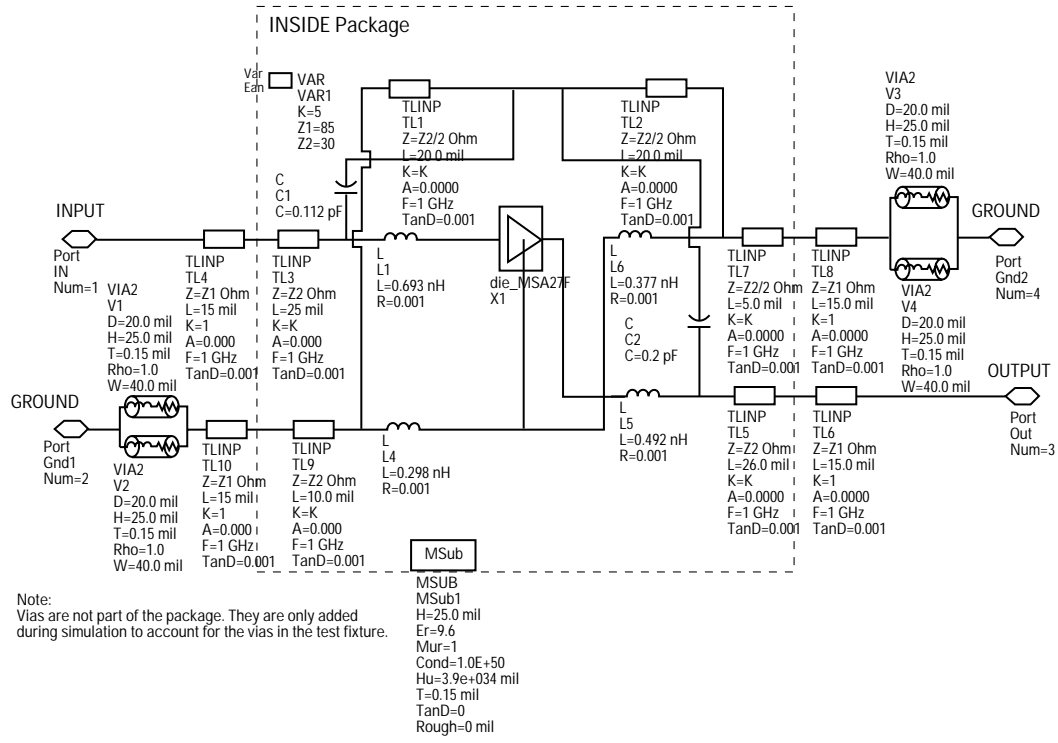 INSIDE Package
Var
Ean
VAR
VAR1
K=5
Z1=85
Z2=30
TLINP
TL1
Z=Z2/2 Ohm
L=20.0 mil
K=K
A=0.0000
F=1 GHz
TanD=0.001
TLINP
TL2
Z=Z2/2 Ohm
L=20.0 mil
K=K
A=0.0000
F=1 GHz
TanD=0.001
VIA2
V3
D=20.0 mil
H=25.0 mil
T=0.15 mil
Rho=1.0
W=40.0 mil
C
C1
C=0.112 pF
INPUT
Port
IN
Num=1
TLINP
TL4
Z=Z1 Ohm
L=15 mil
K=1
A=0.000
F=1 GHz
TanD=0.001
TLINP
TL3
Z=Z2 Ohm
L=25 mil
K=K
A=0.000
F=1 GHz
TanD=0.001
L
L1
L=0.693 nH
R=0.001
die_MSA27F
X1
L
L6
L=0.377 nH
R=0.001
C
C2
C=0.2 pF
TLINP
TL7
Z=Z2/2 Ohm
L=5.0 mil
K=K
A=0.0000
F=1 GHz
TanD=0.001
TLINP
TL8
Z=Z1 Ohm
L=15.0 mil
K=1
A=0.0000
F=1 GHz
TanD=0.001
VIA2
V4
D=20.0 mil
H=25.0 mil
T=0.15 mil
Rho=1.0
W=40.0 mil
GROUND
Port
Gnd2
Num=4
VIA2
V1
D=20.0 mil
H=25.0 mil
T=0.15 mil
Rho=1.0
W=40.0 mil
GROUND
Port
Gnd1
Num=2
VIA2
V2
D=20.0 mil
H=25.0 mil
T=0.15 mil
Rho=1.0
W=40.0 mil
TLINP
TL10
Z=Z1 Ohm
L=15 mil
K=1
A=0.000
F=1 GHz
TanD=0.001
TLINP
TL9
Z=Z2 Ohm
L=10.0 mil
K=K
A=0.000
F=1 GHz
TanD=0.001
L
L4
L=0.298 nH
R=0.001
L
L5
L=0.492 nH
R=0.001
TLINP
TL5
Z=Z2 Ohm
L=26.0 mil
K=K
A=0.0000
F=1 GHz
TanD=0.001
TLINP
TL6
Z=Z1 Ohm
L=15.0 mil
K=1
A=0.0000
F=1 GHz
TanD=0.001
OUTPUT
Port
Out
Num=3
MSub
MSUB
MSub1
H=25.0 mil
Er=9.6
Mur=1
Cond=1.0E+50
Hu=3.9e+034 mil
T=0.15 mil
TanD=0
Rough=0 mil
Note:
Vias are not part of the package. They are only added
during simulation to account for the vias in the test fixture.